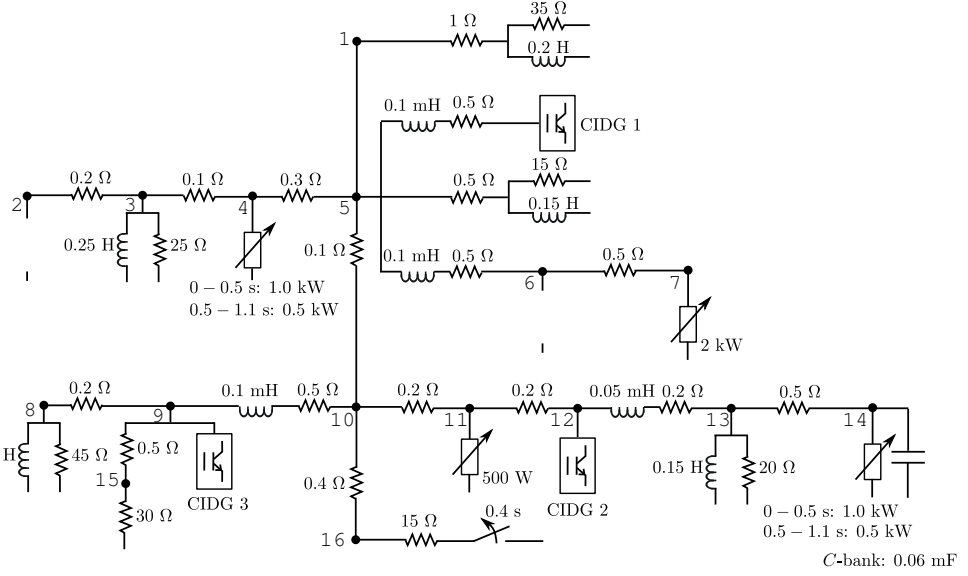 35 Ω
1 Ω
1
0.2 H
0.1 mH
0.5 Ω
CIDG 1
15 Ω
0.2 Ω
0.1 Ω
0.3 Ω
0.5 Ω
2
3
4
5
0.15 H
0.25 H
25 Ω
0.1 Ω
0.1 mH
0.5 Ω
0.5 Ω
6
7
0 – 0.5 s: 1.0 kW
0.5 – 1.1 s: 0.5 kW
2 kW
0.2 Ω
0.1 mH
0.5 Ω
0.2 Ω
0.2 Ω
0.05 mH
0.2 Ω
0.5 Ω
8
9
10
11
12
13
14
H
45 Ω
0.5 Ω
15
CIDG 3
500 W
CIDG 2
0.15 H
20 Ω
0.4 Ω
30 Ω
16
15 Ω
0.4 s
0 – 0.5 s: 1.0 kW
0.5 – 1.1 s: 0.5 kW
C-bank: 0.06 mF